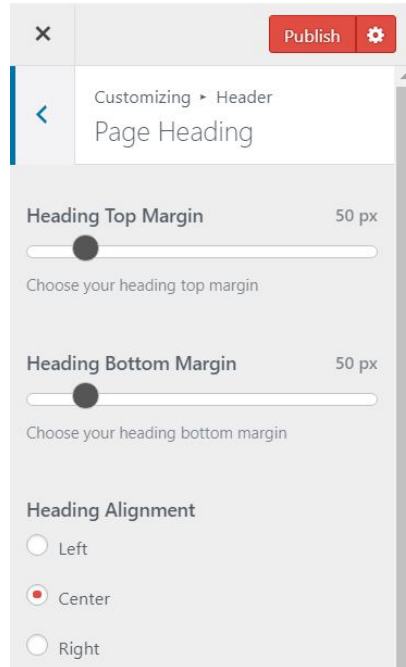 Publish
Customizing ▸ Header
Page Heading
Heading Top Margin 50 px
Choose your heading top margin
Heading Bottom Margin 50 px
Choose your heading bottom margin
Heading Alignment
Left
Center
Right